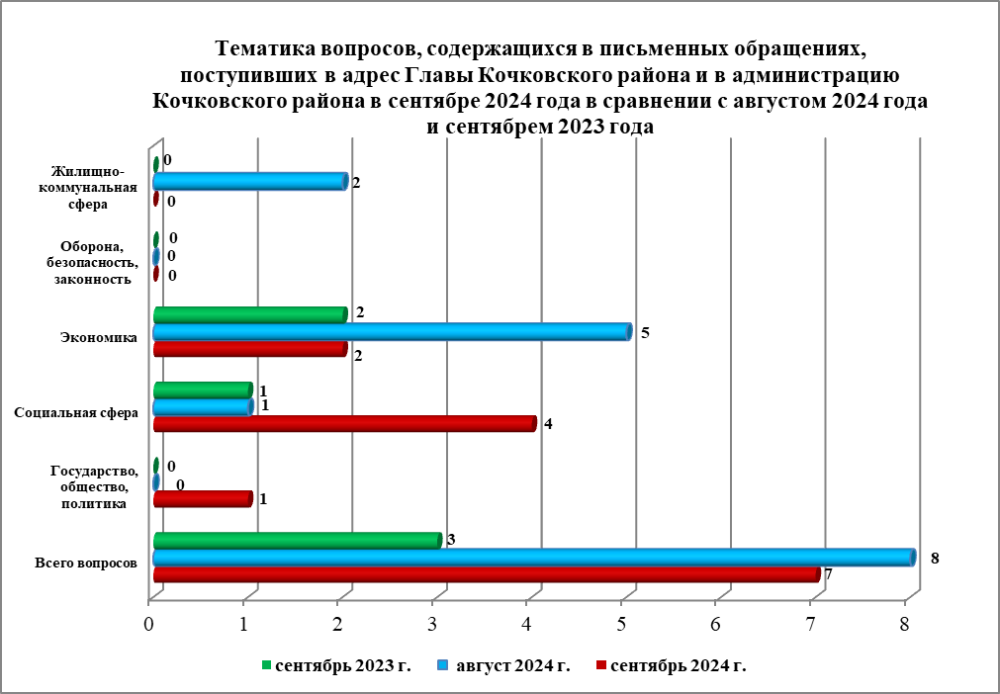 Тематика вопросов, содержащихся в письменных обращениях,
поступивших в адрес Главы Кочковского района и в администрацию
Кочковского района в сентябре 2024 года в сравнении с августом 2024 года
и сентябрем 2023 года
Жилищно-
коммунальная
сфера
0
2
0
Оборона,
безопасность,
законность
0
0
0
Экономика
2
5
2
Социальная сфера
1
1
4
Государство,
общество,
политика
0
0
1
Всего вопросов
3
8
7
0 1 2 3 4 5 6 7 8
сентябрь 2023 г. август 2024 г. сентябрь 2024 г.